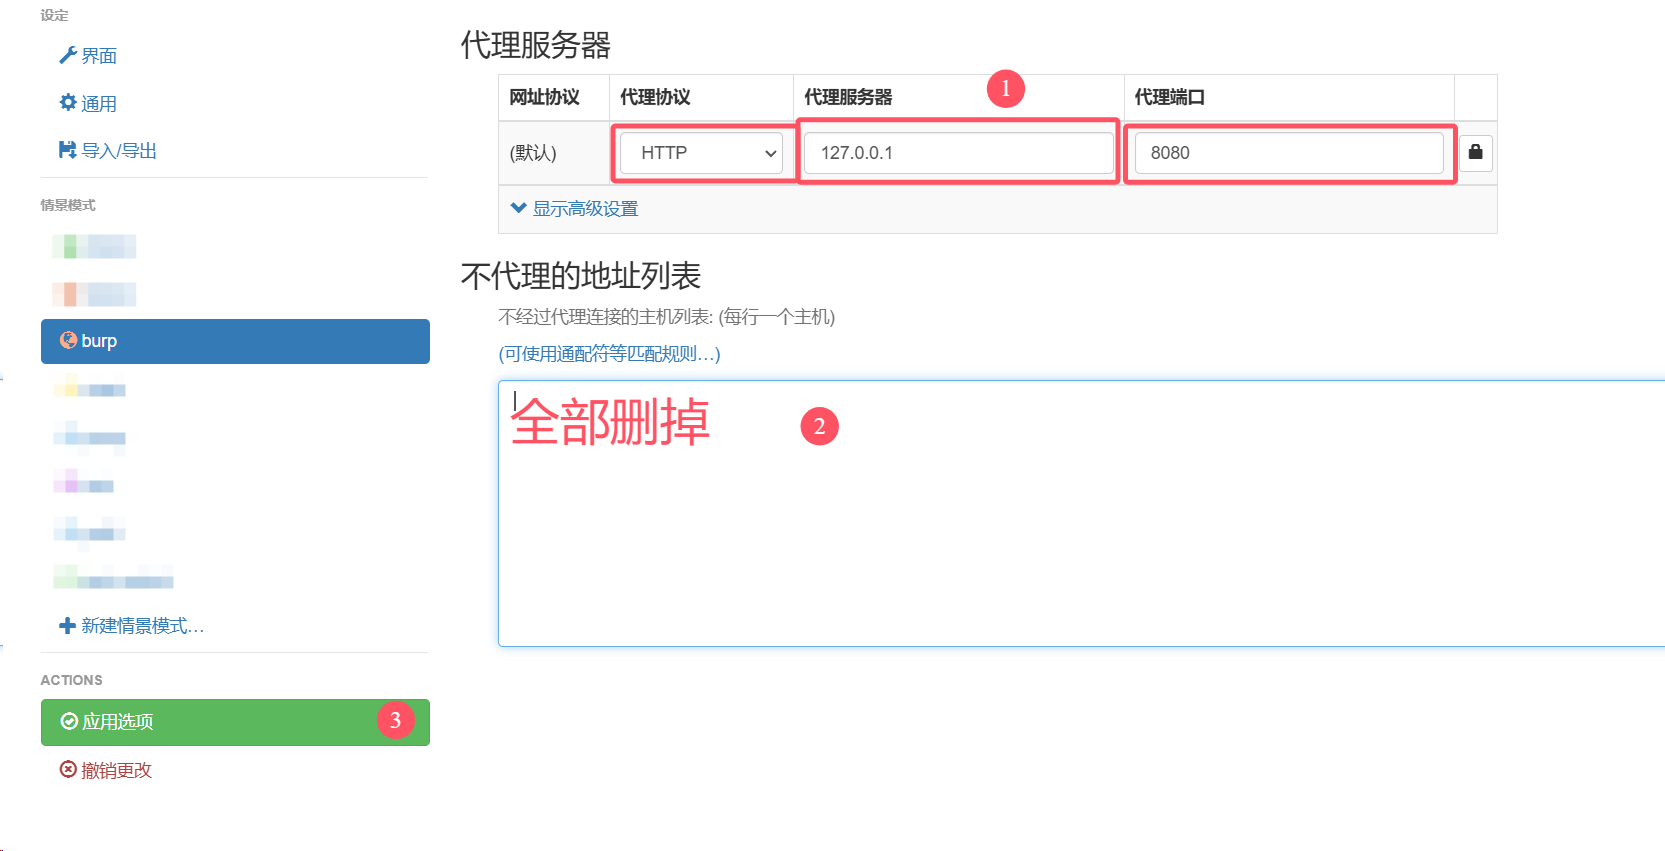 设定
界面
通用
导入/导出
情景模式
burp
新建情景模式...
ACTIONS
应用选项
3
撤销更改
代理服务器
网址协议 代理协议 代理服务器 1 代理端口
(默认) HTTP 127.0.0.1 8080
显示高级设置
不代理的地址列表
不经过代理连接的主机列表: (每行一个主机)
(可使用通配符等匹配规则...)
全部删掉 2